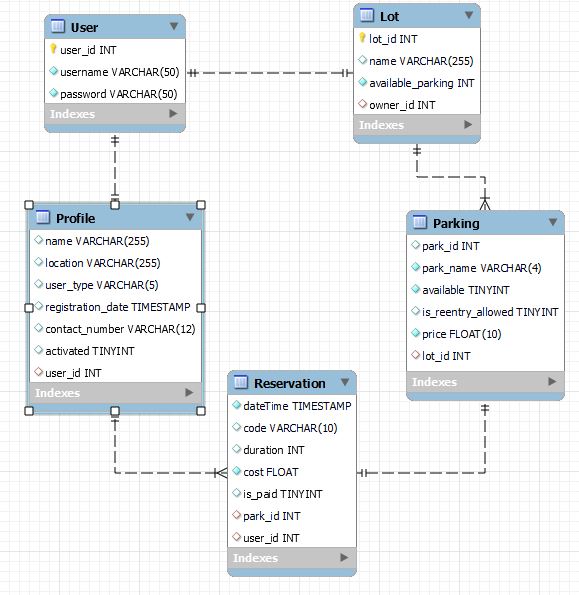 User
user_id INT
username VARCHAR(50)
password VARCHAR(50)
Indexes
Lot
lot_id INT
name VARCHAR(255)
available_parking INT
owner_id INT
Indexes
Profile
name VARCHAR(255)
location VARCHAR(255)
user_type VARCHAR(5)
registration_date TIMESTAMP
contact_number VARCHAR(12)
activated TINYINT
user_id INT
Indexes
Parking
park_id INT
park_name VARCHAR(4)
available TINYINT
is_reentry_allowed TINYINT
price FLOAT(10)
lot_id INT
Indexes
Reservation
dateTime TIMESTAMP
code VARCHAR(10)
duration INT
cost FLOAT
is_paid TINYINT
park_id INT
user_id INT
Indexes